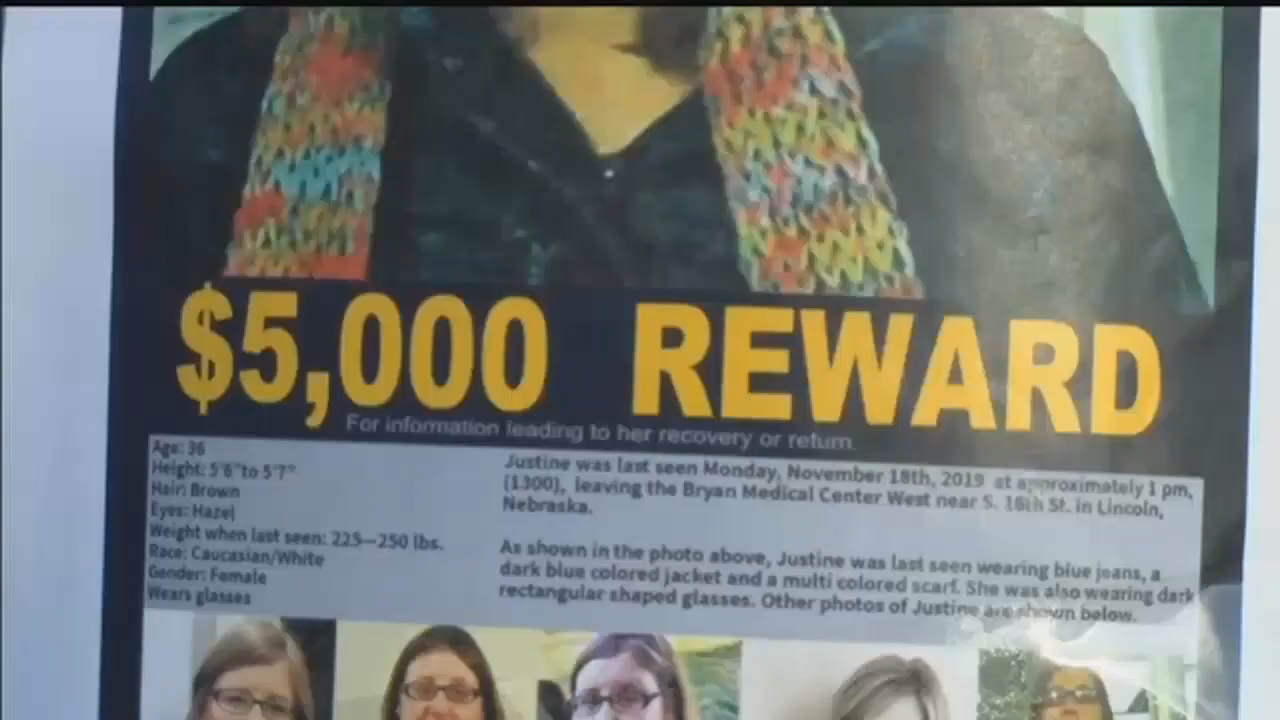 $5,000 REWARD
For information leading to her recovery or return.
Age: 36
Height: 5'6" to 5'7"
Hair: Brown
Eyes: Hazel
Weight when last seen: 225—250 lbs.
Race: Caucasian/White
Gender: Female
Wears glasses
Justine was last seen Monday, November 18th, 2019 at approximately 1 pm,
(1300), leaving the Bryan Medical Center West near S. 16th St. in Lincoln,
Nebraska.
As shown in the photo above, Justine was last seen wearing blue jeans, a
dark blue colored jacket and a multi colored scarf. She was also wearing dark
rectangular shaped glasses. Other photos of Justine are shown below.